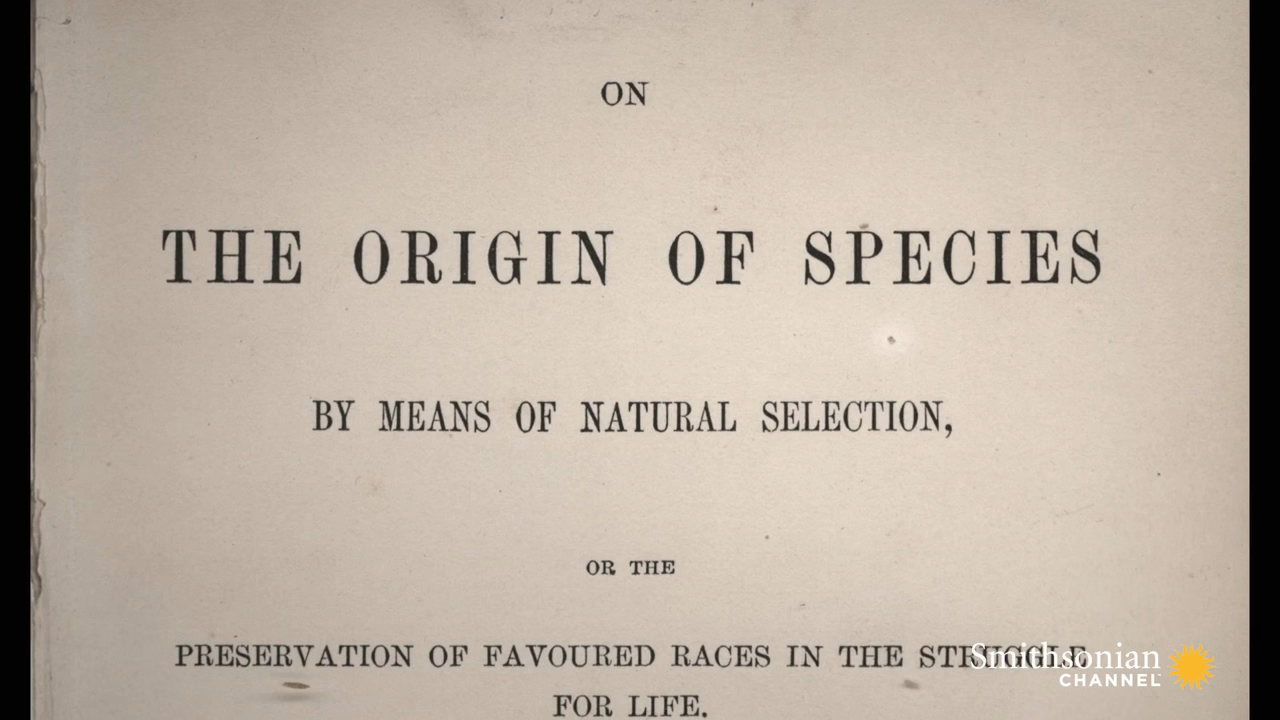 ON
THE ORIGIN OF SPECIES
BY MEANS OF NATURAL SELECTION,
OR THE
PRESERVATION OF FAVOURED RACES IN THE STRUGGLE
FOR LIFE.
Smithsonian
CHANNEL